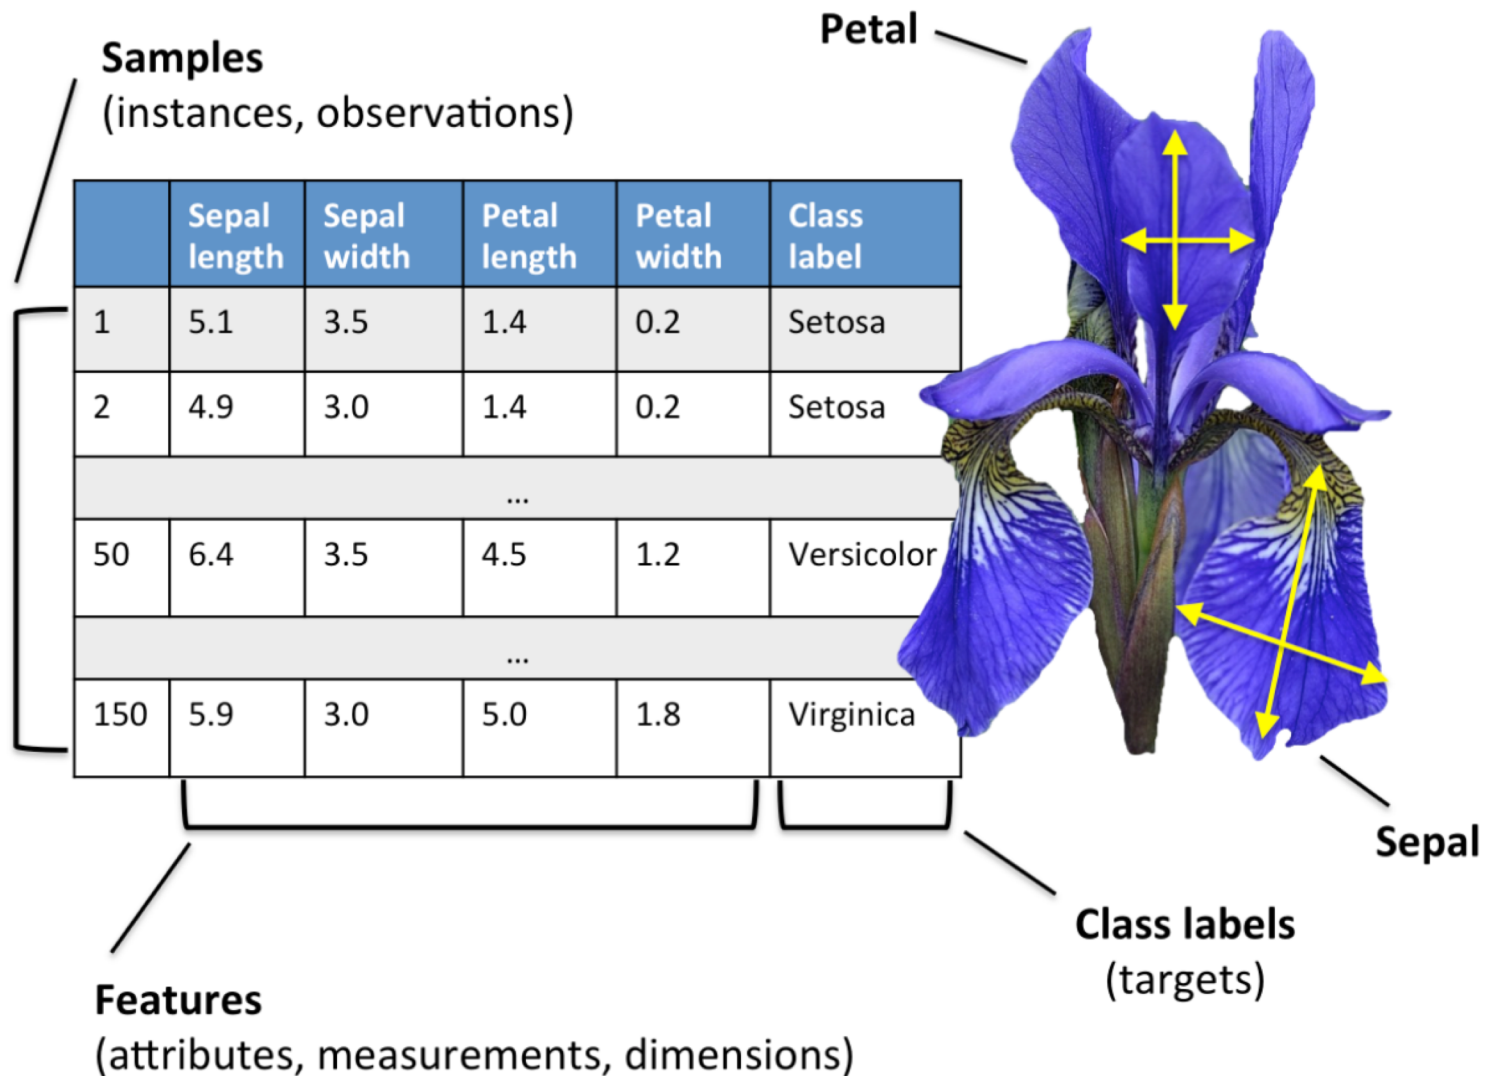 Petal
Samples
(instances, observations)
Sepal length Sepal width Petal length Petal width Class label
1 5.1 3.5 1.4 0.2 Setosa
2 4.9 3.0 1.4 0.2 Setosa
...
50 6.4 3.5 4.5 1.2 Versicolor
...
150 5.9 3.0 5.0 1.8 Virginica
Sepal
Class labels
(targets)
Features
(attributes, measurements, dimensions)